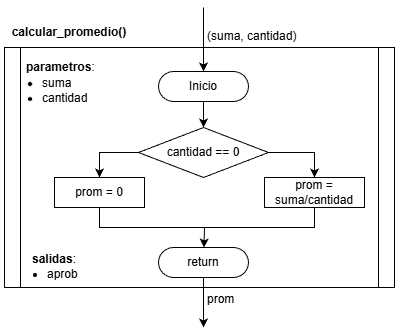 calcular_promedio()
(suma, cantidad)
parametros:
• suma
• cantidad
Inicio
cantidad == 0
prom = 0
prom =
suma/cantidad
salidas:
• aprob
return
prom